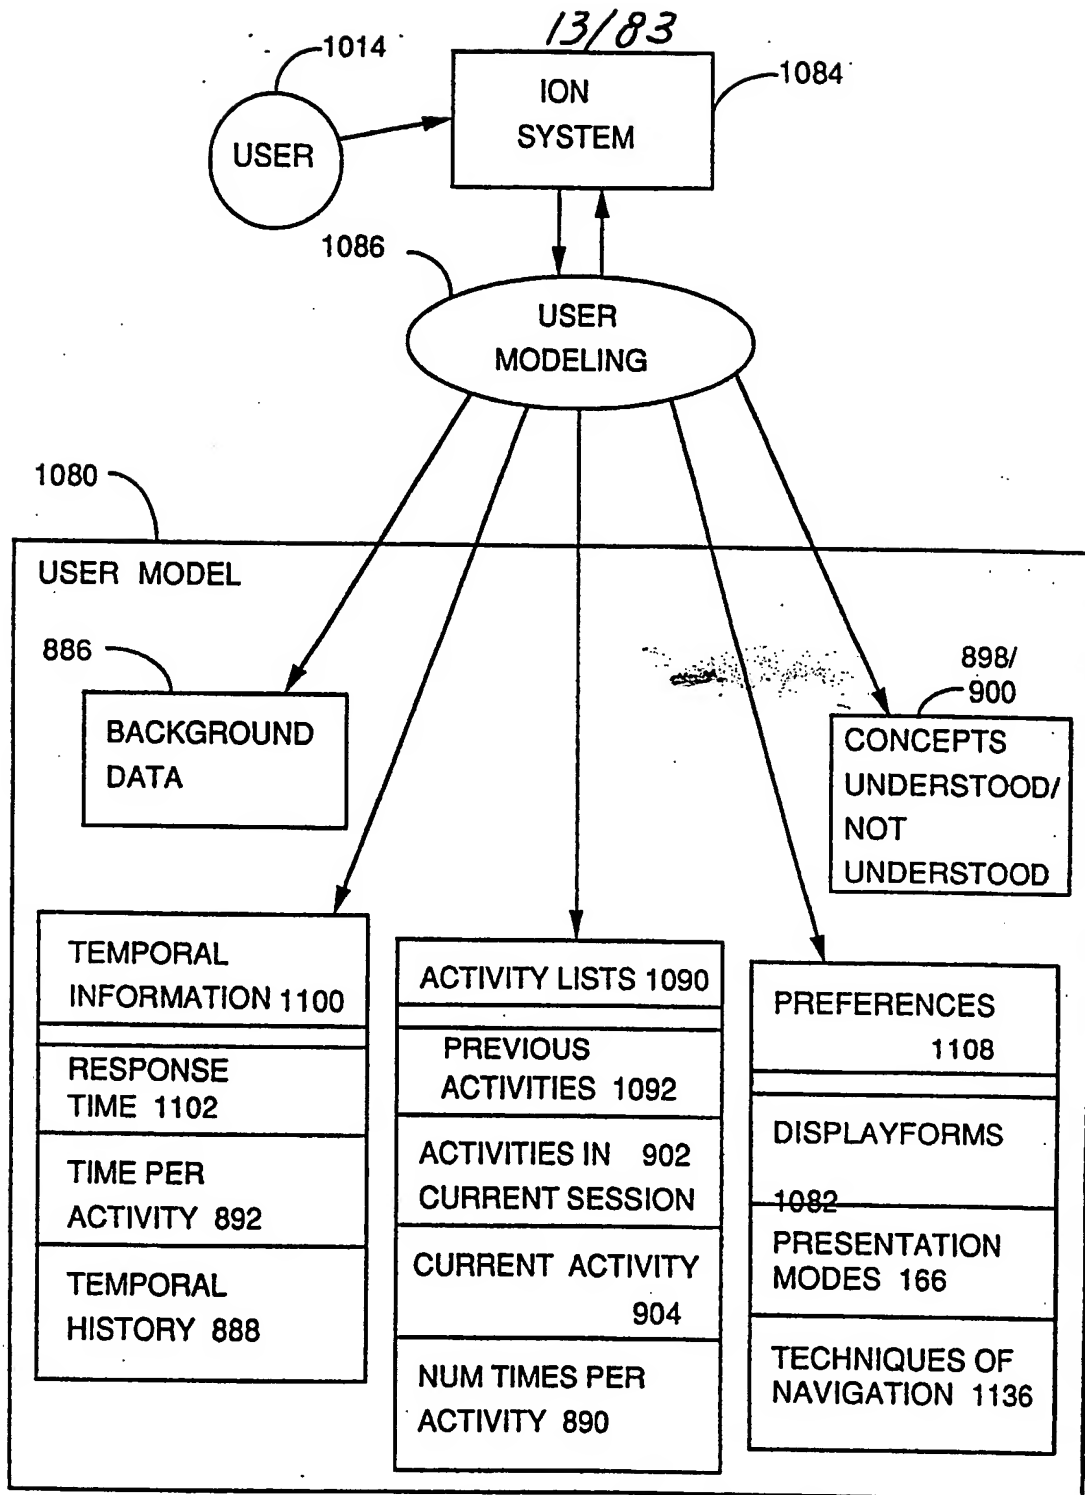 13/83
1014
ION
SYSTEM
1084
USER
1086
USER
MODELING
1080
USER MODEL
886
BACKGROUND
DATA
898/
900
CONCEPTS
UNDERSTOOD/
NOT
UNDERSTOOD
TEMPORAL
INFORMATION 1100
RESPONSE
TIME 1102
TIME PER
ACTIVITY 892
TEMPORAL
HISTORY 888
ACTIVITY LISTS 1090
PREVIOUS
ACTIVITIES 1092
ACTIVITIES IN 902
CURRENT SESSION
CURRENT ACTIVITY
904
NUM TIMES PER
ACTIVITY 890
PREFERENCES
1108
DISPLAYFORMS
1082
PRESENTATION
MODES 166
TECHNIQUES OF
NAVIGATION 1136